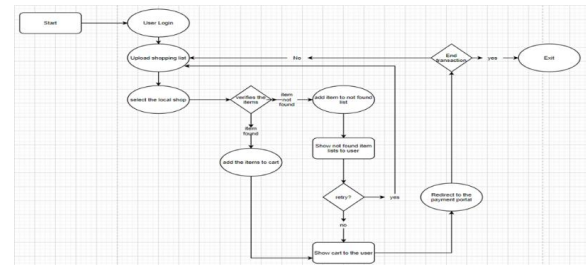 Start
User Login
Upload shopping list
select the local shop
verifies the
items
item
not
found
item
found
add the items to cart
add item to not found
list
Show not found item
lists to user
retry?
yes
no
Show cart to the user
Redirect to the
payment portal
End
transaction
No
yes
Exit